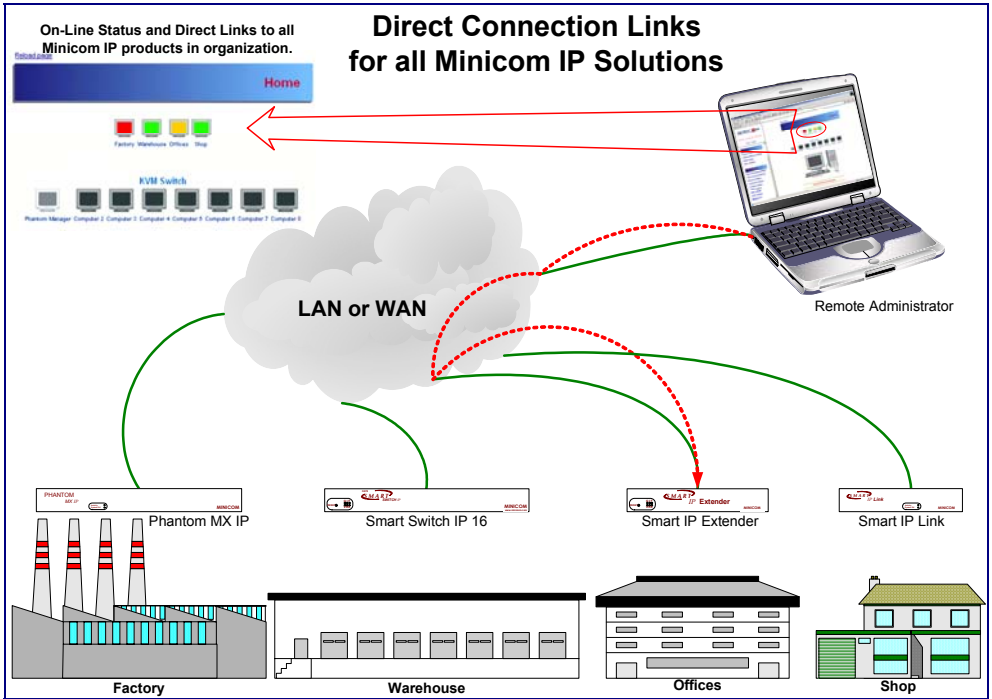 On-Line Status and Direct Links to all
Minicom IP products in organization.
Direct Connection Links
for all Minicom IP Solutions
Reload page
Home
Factory Warehouse Offices Shop
KVM Switch
Phantom Manager Computer 2 Computer 3 Computer 4 Computer 5 Computer 6 Computer 7 Computer 8
LAN or WAN
Remote Administrator
PHANTOM
MX IP
MINICOM
Phantom MX IP
SMART
SWITCH IP
MINICOM
Smart Switch IP 16
SMART
IP Extender
MINICOM
Smart IP Extender
SMART
IP Link
MINICOM
Smart IP Link
Factory
Warehouse
Offices
Shop